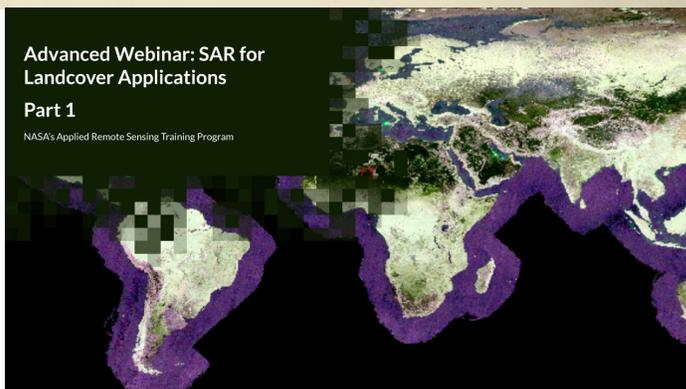 Advanced Webinar: SAR for
Landcover Applications
Part 1
NASA's Applied Remote Sensing Training Program